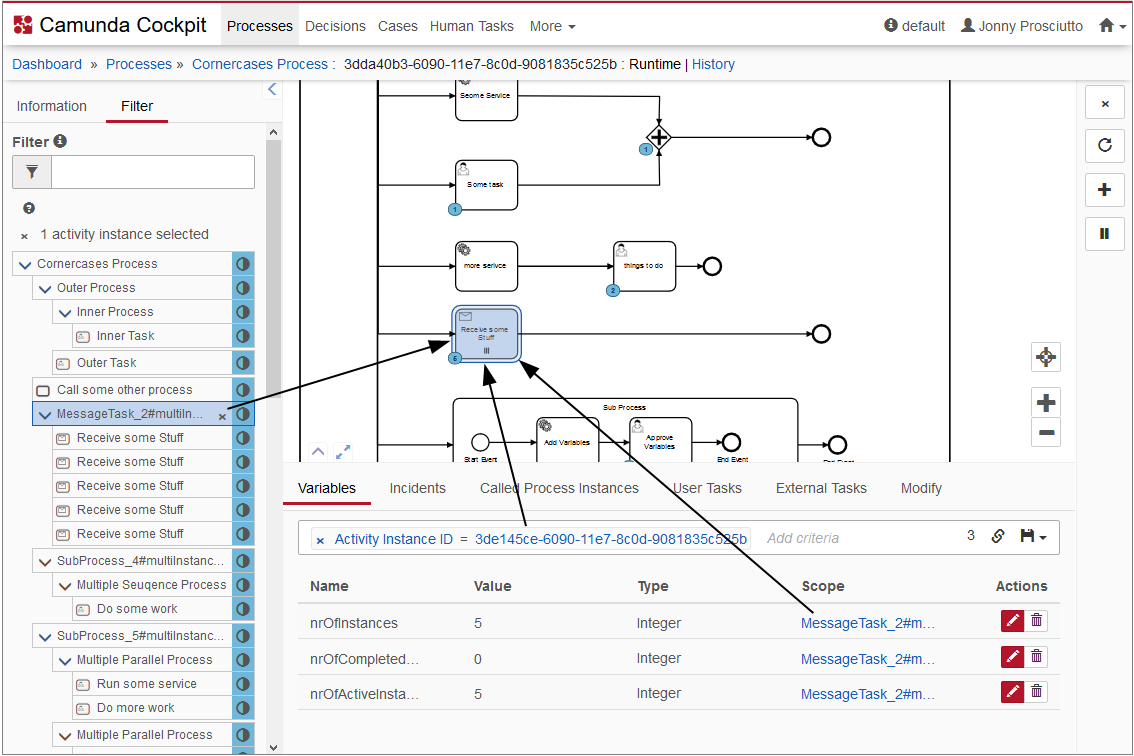 Camunda Cockpit Processes Decisions Cases Human Tasks More default Jonny Prosciutto
Dashboard » Processes » Cornercases Process : 3dda40b3-6090-11e7-8c0d-9081835c525b : Runtime | History
Information Filter
Filter
× 1 activity instance selected
Cornercases Process
Outer Process
Inner Process
Inner Task
Outer Task
Call some other process
MessageTask_2#multiIn... ×
Receive some Stuff
Receive some Stuff
Receive some Stuff
Receive some Stuff
Receive some Stuff
SubProcess_4#multiInstanc...
Multiple Seuqence Process
Do some work
SubProcess_5#multiInstanc...
Multiple Parallel Process
Run some service
Do more work
Multiple Parallel Process
Seome Service
1
Some task
1
more serivce
things to do
2
Receive some
Stuff
6
Sub Process
Add Variables
Approve
Variables
Start Event
End Event
End Event
Variables Incidents Called Process Instances User Tasks External Tasks Modify
× Activity Instance ID = 3de145ce-6090-11e7-8c0d-9081835c525b Add criteria 3
Name Value Type Scope Actions
nrOfInstances 5 Integer MessageTask_2#m...
nrOfCompleted... 0 Integer MessageTask_2#m...
nrOfActiveInsta... 5 Integer MessageTask_2#m...